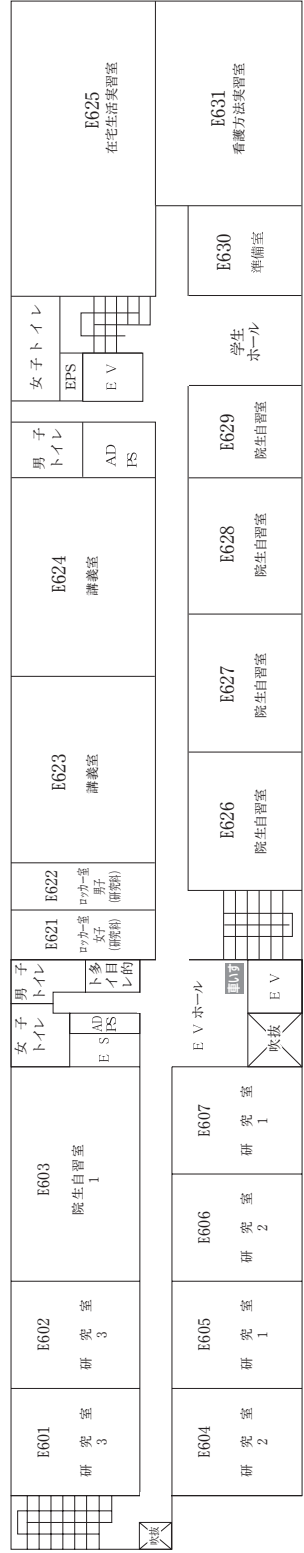 E625
在宅生活実習室
E631
看護方法実習室
女子トイレ
EPS
E V
E630
準備室
学生
ホール
男 子
トイレ
AD
PS
E629
院生自習室
E624
講義室
E628
院生自習室
E623
講義室
E627
院生自習室
E622
ロッカー室
男子
(研究科)
E621
ロッカー室
女子
(研究科)
E626
院生自習室
男 子
トイレ
多目的
トイレ
女 子
トイレ
AD
PS
E S
E V ホール
車いす
E V
吹抜
E603
院生自習室
1
E607
研 究 室
1
E606
研 究 室
2
E602
研 究 室
3
E605
研 究 室
1
E601
研 究 室
3
E604
研 究 室
2
吹抜